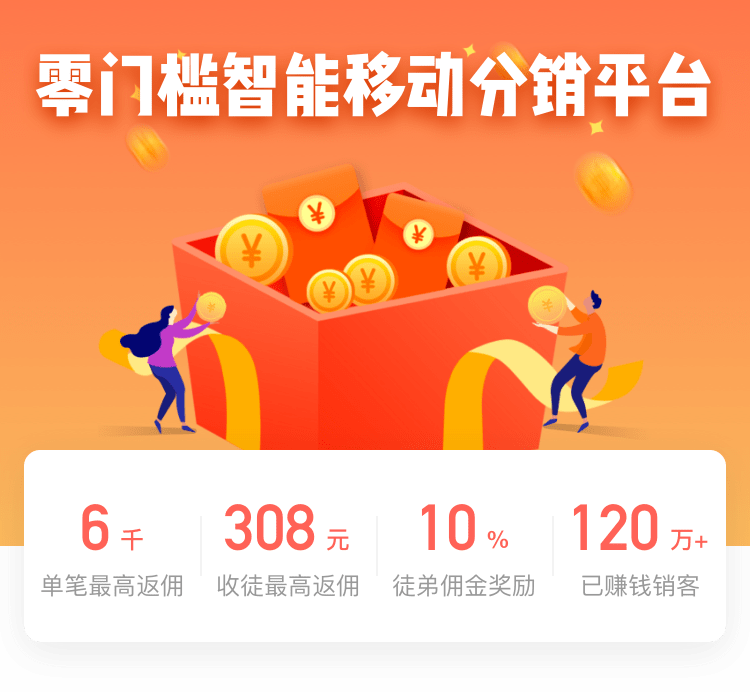 零门槛智能移动分销平台
¥
¥
¥
¥
¥
¥
¥
¥
6 千
308 元
10 %
120 万+
单笔最高返佣
收徒最高返佣
徒弟佣金奖励
已赚钱销客